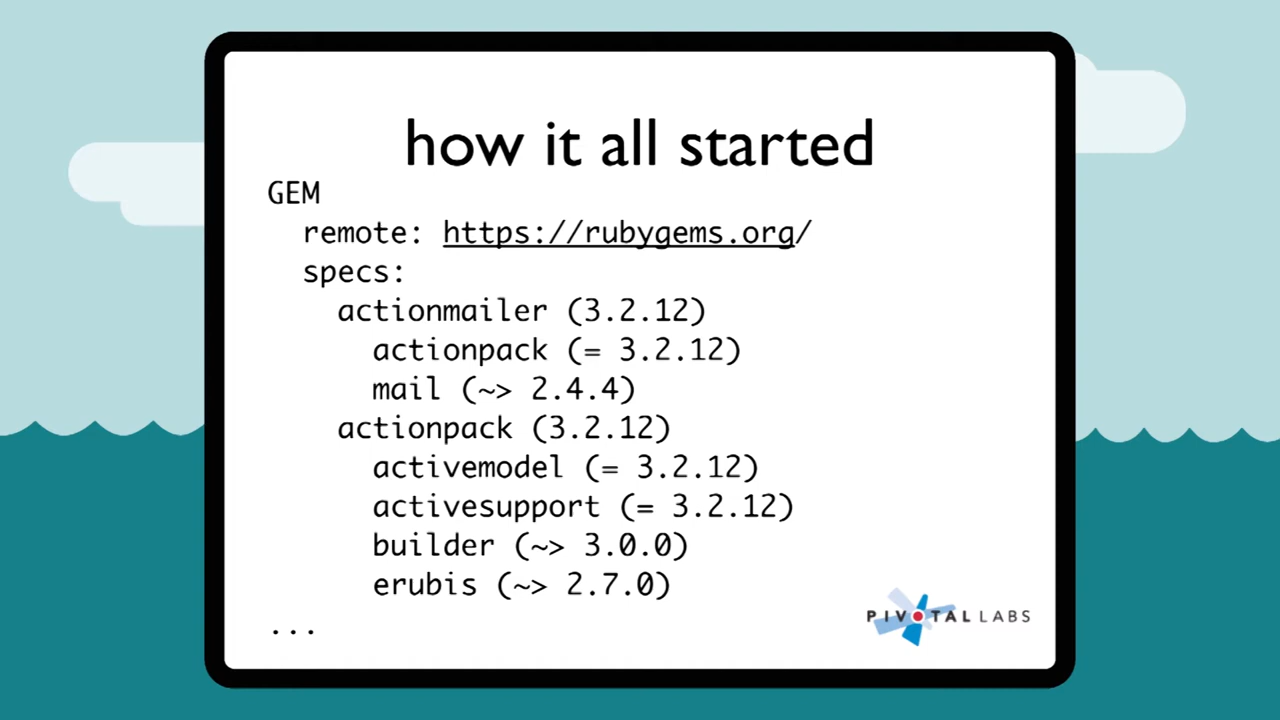 how it all started
GEM
remote: https://rubygems.org/
specs:
actionmailer (3.2.12)
actionpack (= 3.2.12)
mail (~> 2.4.4)
actionpack (3.2.12)
activemodel (= 3.2.12)
activesupport (= 3.2.12)
builder (~> 3.0.0)
erubis (~> 2.7.0)
...
PIVOTAL LABS